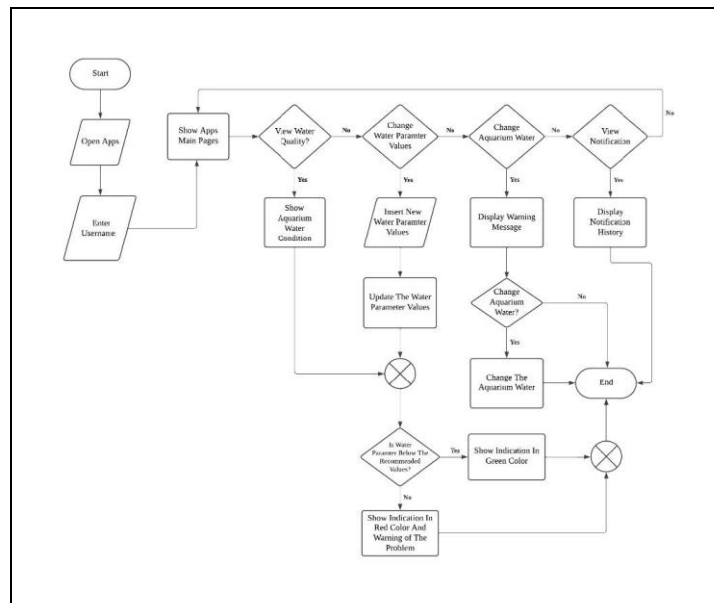 Start
No
Show Apps
Main Pages
View Water
Quality?
No
Change
Water Paramter
Values
No
Change
Aquarium Water
No
View
Notification
Open Apps
Yes
Yes
Yes
Yes
Enter
Username
Show
Aquarium
Water
Condition
Insert New
Water Paramter
Values
Display Warning
Message
Display
Notification
History
Update The Water
Parameter Values
Change
Aquarium
Water?
No
Yes
Change The
Aquarium Water
End
Is Water
Paramter Below The
Recommended
Values?
Yes
Show Indication In
Green Color
No
Show Indication In
Red Color And
Warning of The
Problem